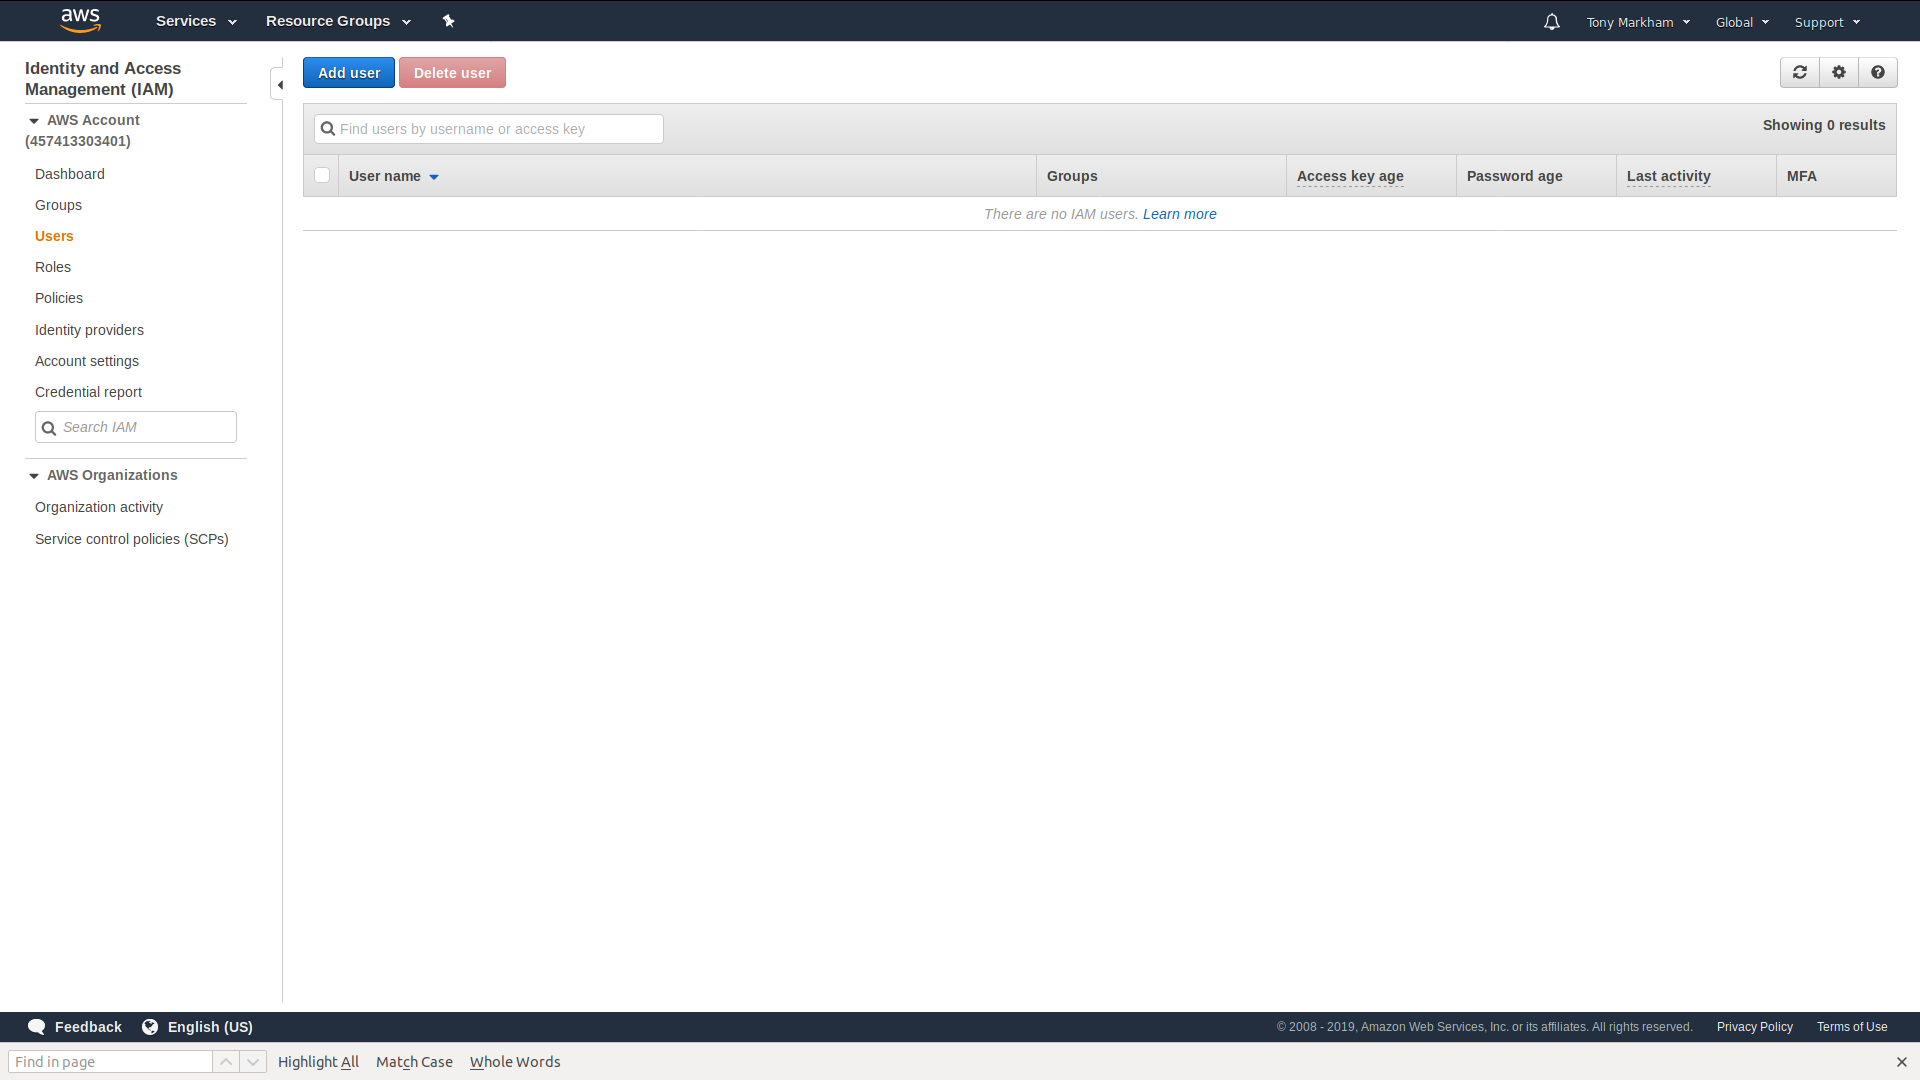 aws Services Resource Groups Tony Markham Global Support
Identity and Access
Management (IAM)
AWS Account
(457413303401)
Dashboard
Groups
Users
Roles
Policies
Identity providers
Account settings
Credential report
Search IAM
AWS Organizations
Organization activity
Service control policies (SCPs)
Add user Delete user
Find users by username or access key Showing 0 results
User name Groups Access key age Password age Last activity MFA
There are no IAM users. Learn more
Feedback English (US) © 2008 - 2019, Amazon Web Services, Inc. or its affiliates. All rights reserved. Privacy Policy Terms of Use
Find in page Highlight All Match Case Whole Words